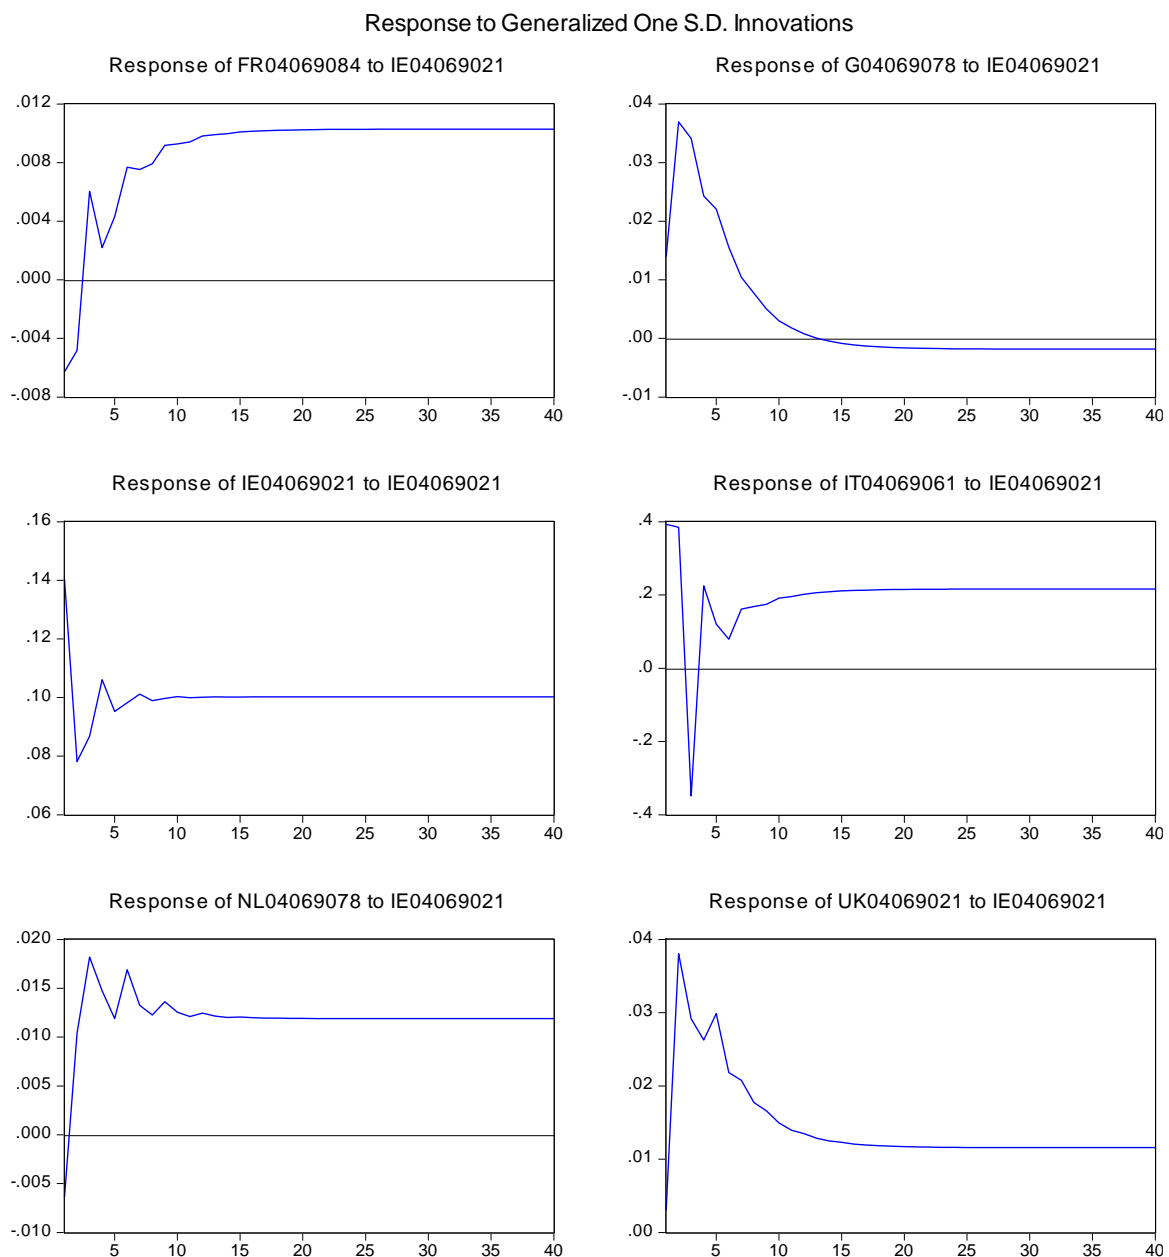 Response to Generalized One S.D. Innovations
Response of FR04069084 to IE04069021
.012
.008
.004
.000
-.004
-.008
5 10 15 20 25 30 35 40
Response of G04069078 to IE04069021
.04
.03
.02
.01
.00
-.01
5 10 15 20 25 30 35 40
Response of IE04069021 to IE04069021
.16
.14
.12
.10
.08
.06
5 10 15 20 25 30 35 40
Response of IT04069061 to IE04069021
.4
.2
.0
-.2
-.4
5 10 15 20 25 30 35 40
Response of NL04069078 to IE04069021
.020
.015
.010
.005
.000
-.005
-.010
5 10 15 20 25 30 35 40
Response of UK04069021 to IE04069021
.04
.03
.02
.01
.00
5 10 15 20 25 30 35 40